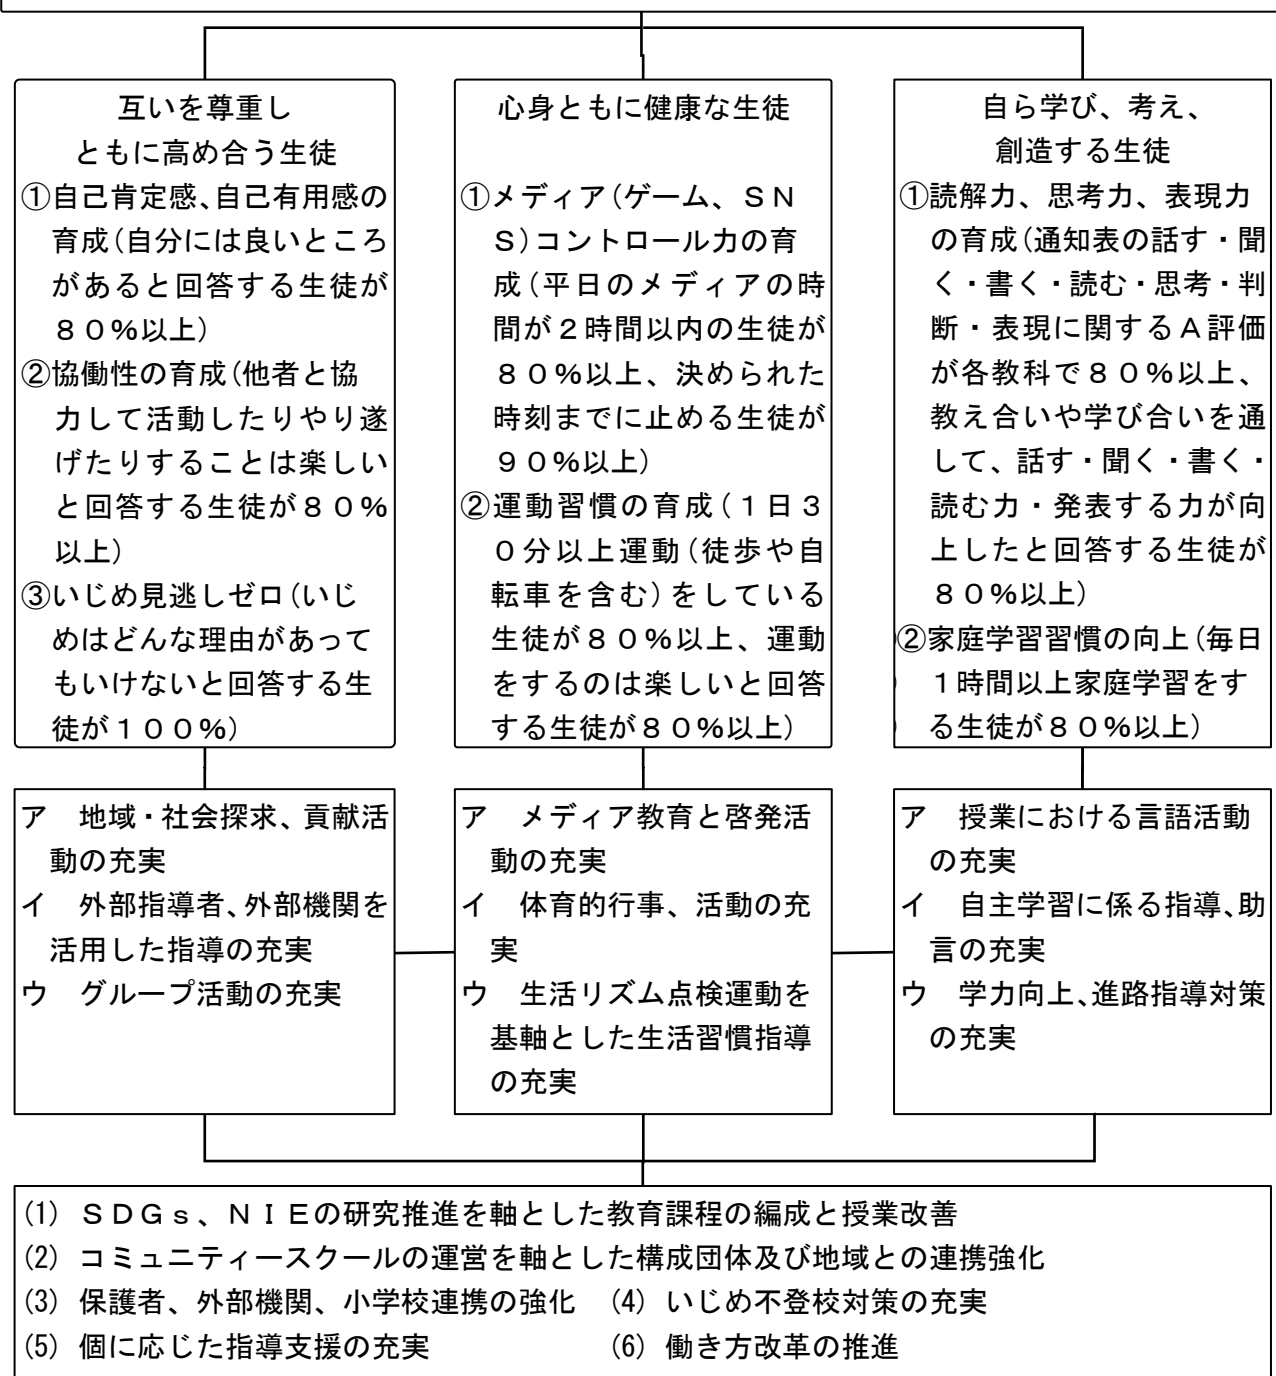 互いを尊重し
ともに高め合う生徒
①自己肯定感、自己有用感の
育成(自分には良いところ
があると回答する生徒が
８０%以上)
②協働性の育成(他者と協
力して活動したりやり遂
げたりすることは楽しい
と回答する生徒が８０%
以上)
③いじめ見逃しゼロ(いじ
めはどんな理由があって
もいけないと回答する生
徒が１００%)
心身ともに健康な生徒
①メディア(ゲーム、ＳＮ
Ｓ)コントロール力の育
成(平日のメディアの時
間が２時間以内の生徒が
８０%以上、決められた
時刻までに止める生徒が
９０%以上)
②運動習慣の育成(１日３
０分以上運動(徒歩や自
転車を含む)をしている
生徒が８０%以上、運動
をするのは楽しいと回答
する生徒が８０%以上)
自ら学び、考え、
創造する生徒
①読解力、思考力、表現力
の育成(通知表の話す・聞
く・書く・読む・思考・判
断・表現に関するＡ評価
が各教科で８０%以上、
教え合いや学び合いを通
して、話す・聞く・書く・
読む力・発表する力が向
上したと回答する生徒が
８０%以上)
②家庭学習習慣の向上(毎日
１時間以上家庭学習をす
る生徒が８０%以上)
ア　地域・社会探求、貢献活
動の充実
イ　外部指導者、外部機関を
活用した指導の充実
ウ　グループ活動の充実
ア　メディア教育と啓発活
動の充実
イ　体育的行事、活動の充
実
ウ　生活リズム点検運動を
基軸とした生活習慣指導
の充実
ア　授業における言語活動
の充実
イ　自主学習に係る指導、助
言の充実
ウ　学力向上、進路指導対策
の充実
(1) ＳＤＧｓ、ＮＩＥの研究推進を軸とした教育課程の編成と授業改善
(2) コミュニティースクールの運営を軸とした構成団体及び地域との連携強化
(3) 保護者、外部機関、小学校連携の強化　(4) いじめ不登校対策の充実
(5) 個に応じた指導支援の充実　(6) 働き方改革の推進